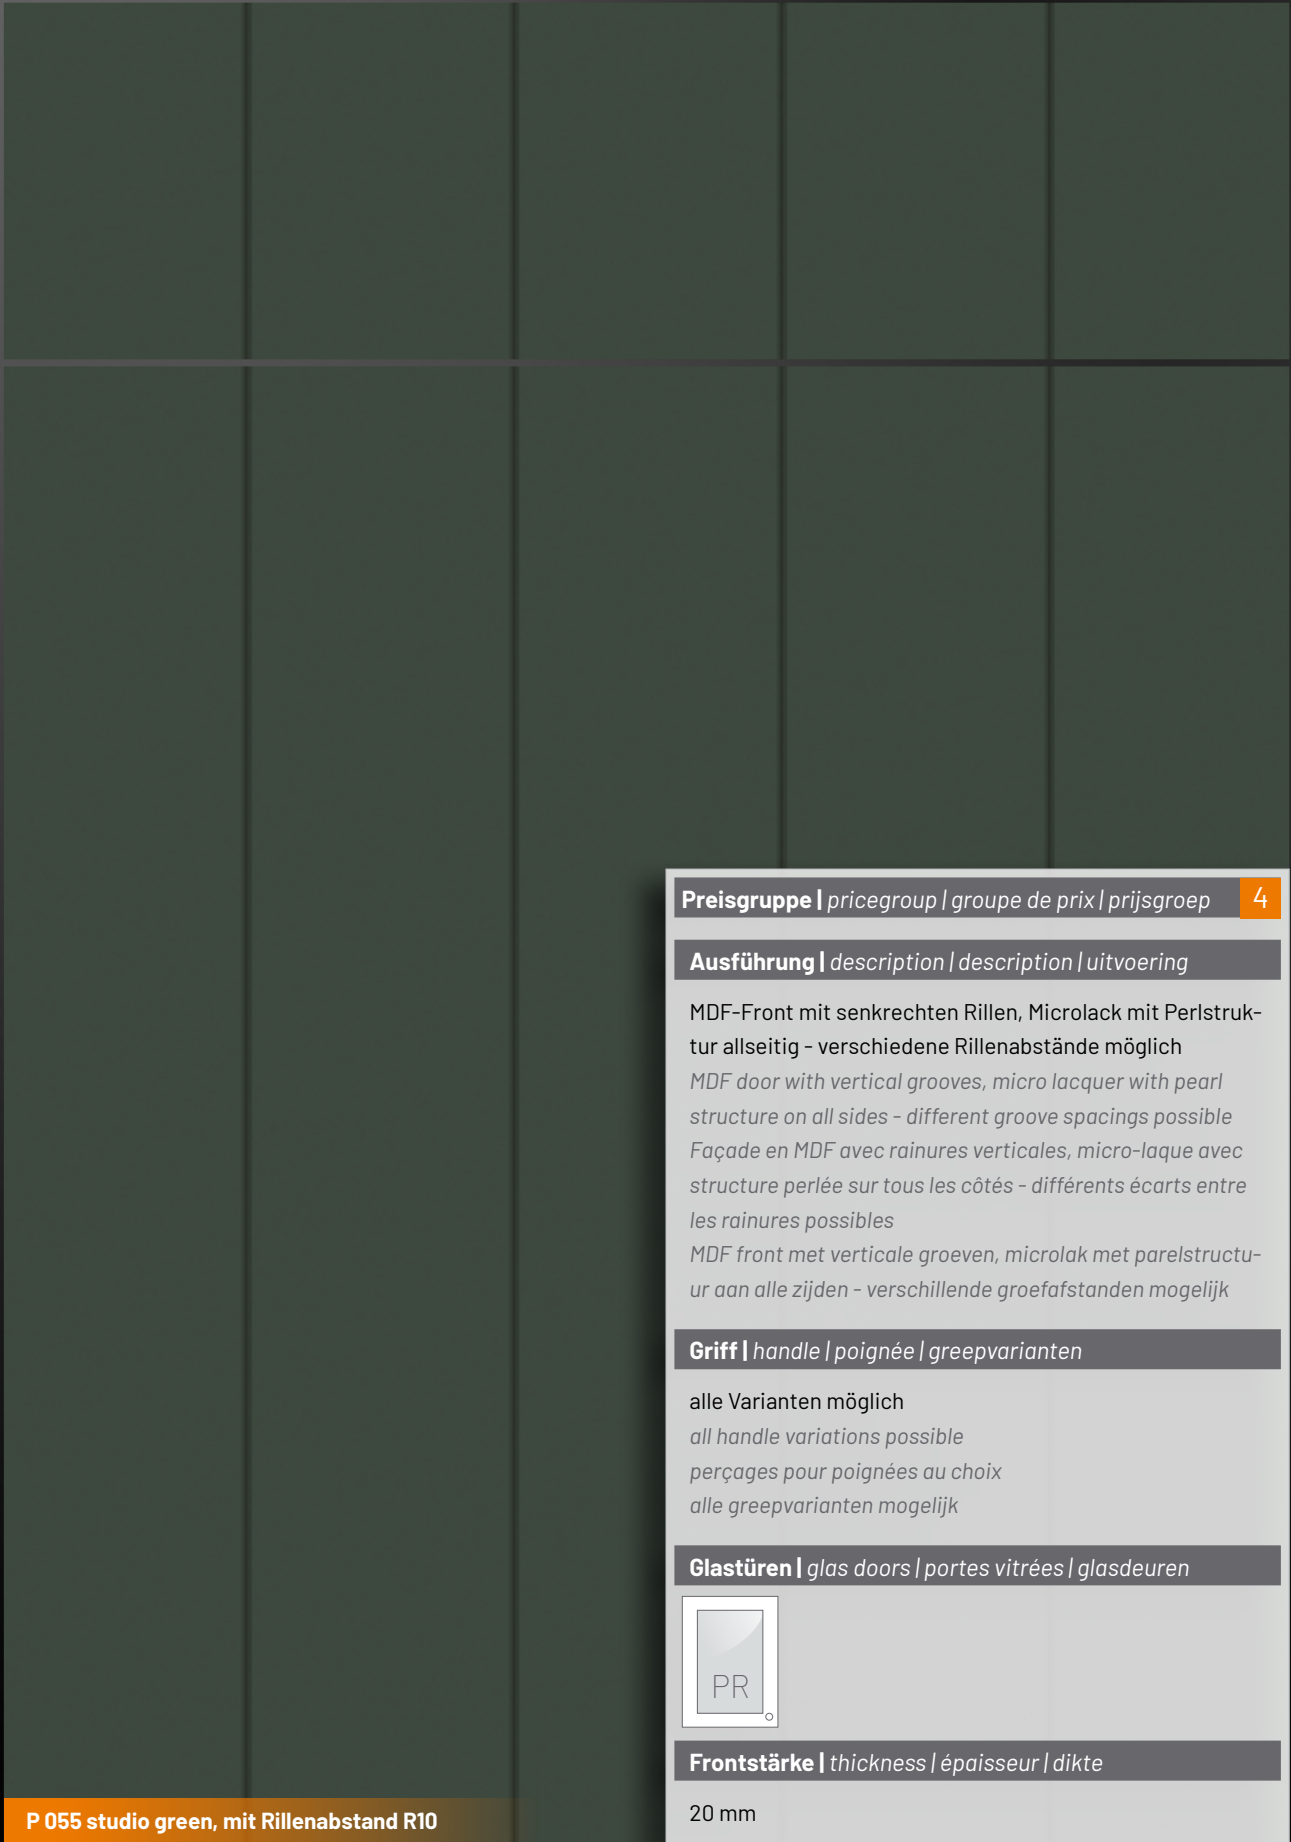 Preisgruppe | pricegroup | groupe de prix | prijsgroep 4
Ausführung | description | description | uitvoering
MDF-Front mit senkrechten Rillen, Microlack mit Perlstruk-
tur allseitig - verschiedene Rillenabstände möglich
MDF door with vertical grooves, micro lacquer with pearl
structure on all sides - different groove spacings possible
Façade en MDF avec rainures verticales, micro-laque avec
structure perlée sur tous les côtés - différents écarts entre
les rainures possibles
MDF front met verticale groeven, microlak met parelstructu-
ur aan alle zijden - verschillende groefafstanden mogelijk
Griff | handle | poignée | greepvarianten
alle Varianten möglich
all handle variations possible
perçages pour poignées au choix
alle greepvarianten mogelijk
Glastüren | glas doors | portes vitrées | glasdeuren
PR
Frontstärke | thickness | épaisseur | dikte
20 mm
P 055 studio green, mit Rillenabstand R10